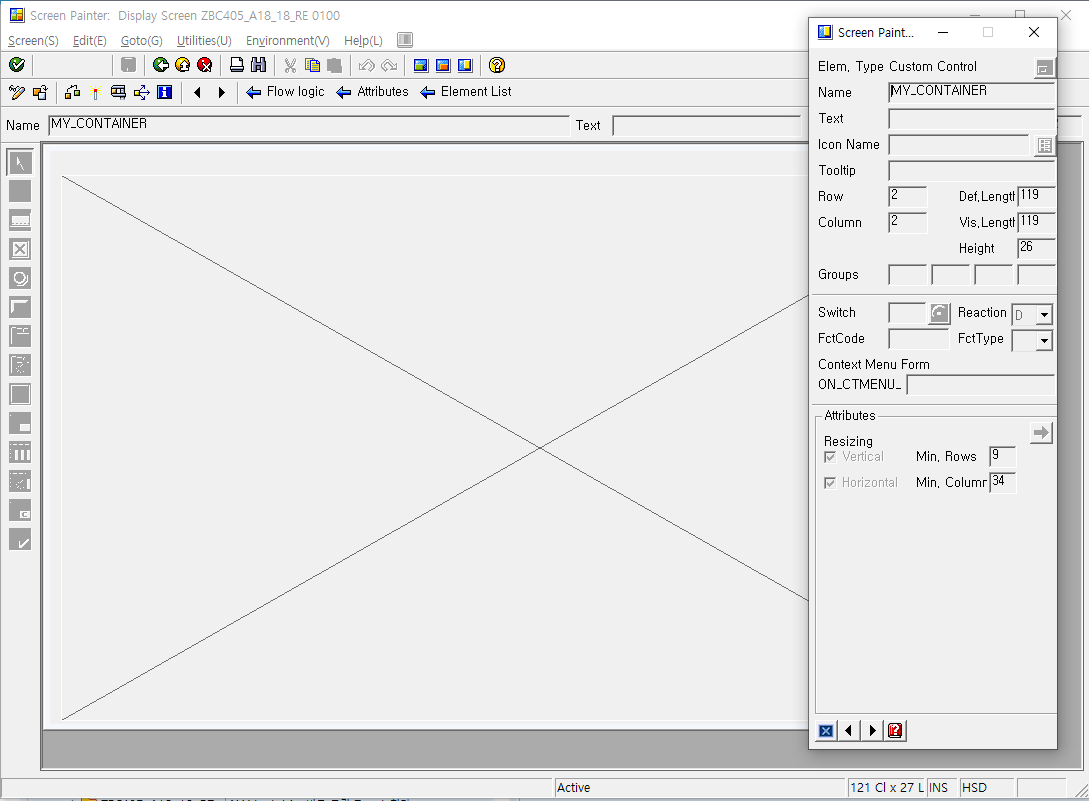 Screen Painter: Display Screen ZBC405_A18_18_RE 0100
Screen(S) Edit(E) Goto(G) Utilities(U) Environment(V) Help(L)
Flow logic Attributes Element List
Name MY_CONTAINER Text
Screen Paint...
Elem. Type Custom Control
Name MY_CONTAINER
Text
Icon Name
Tooltip
Row 2 Def.Lengt 119
Column 2 Vis.Lengt 119
Height 26
Groups
Switch Reaction D
FctCode FctType
Context Menu Form
ON_CTMENU_
Attributes
Resizing
Vertical Min. Rows 9
Horizontal Min. Column 34
Active 121 Cl x 27 L INS HSD